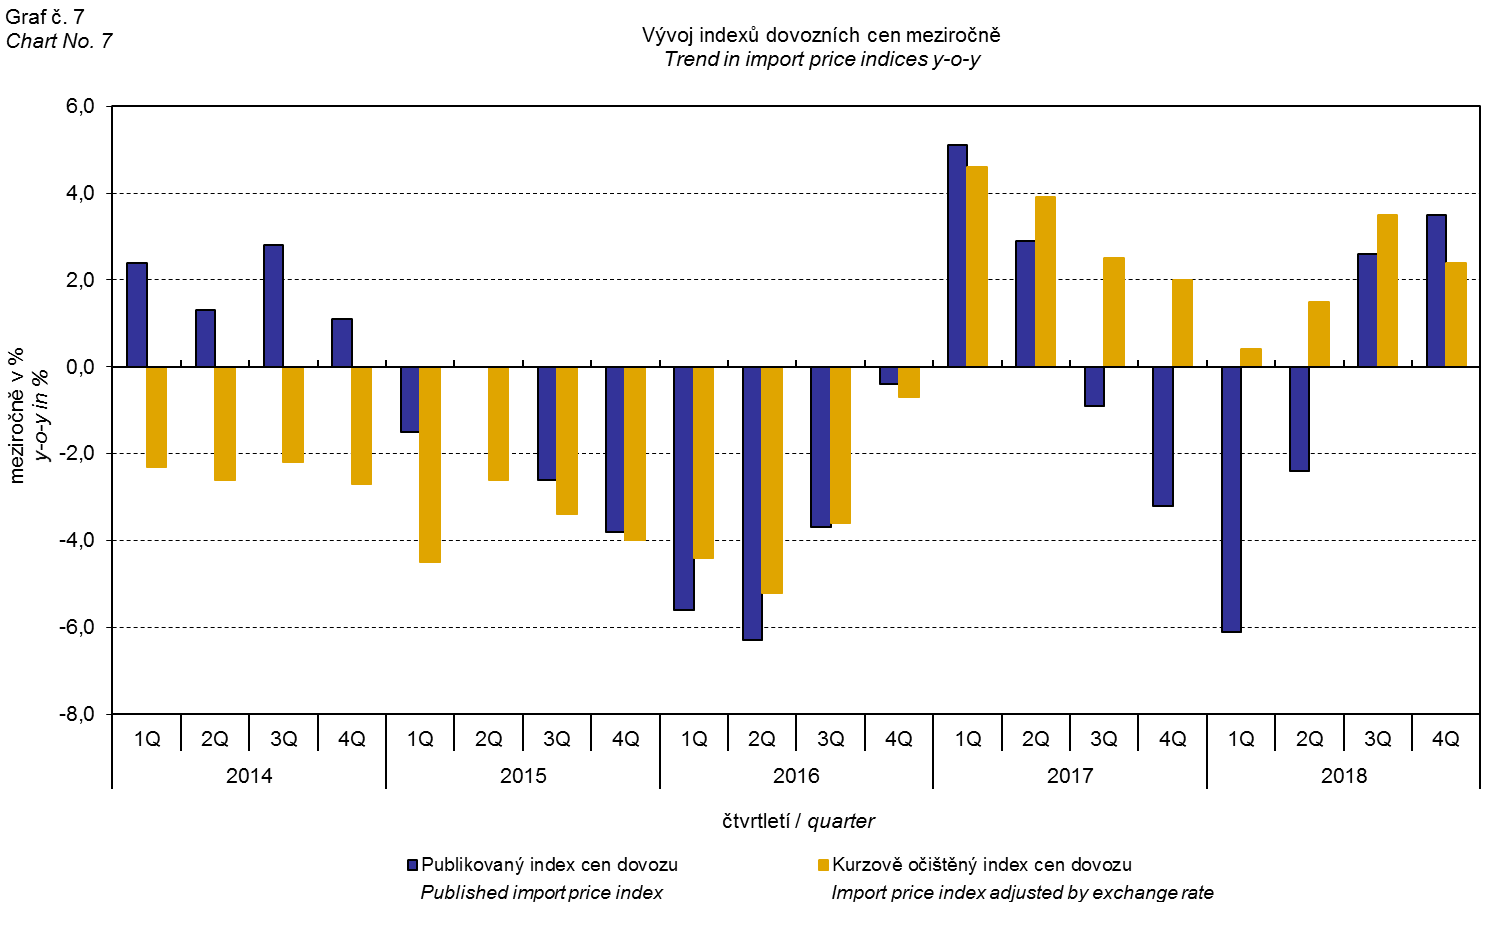 Graf č. 7
Chart No. 7
Vývoj indexů dovozních cen meziročně
Trend in import price indices y-o-y
6,0
4,0
2,0
0,0
-2,0
-4,0
-6,0
-8,0
meziročně v %
y-o-y in %
1Q 2Q 3Q 4Q 1Q 2Q 3Q 4Q 1Q 2Q 3Q 4Q 1Q 2Q 3Q 4Q 1Q 2Q 3Q 4Q
2014 2015 2016 2017 2018
čtvrtletí / quarter
Publikovaný index cen dovozu Kurzově očištěný index cen dovozu
Published import price index Import price index adjusted by exchange rate